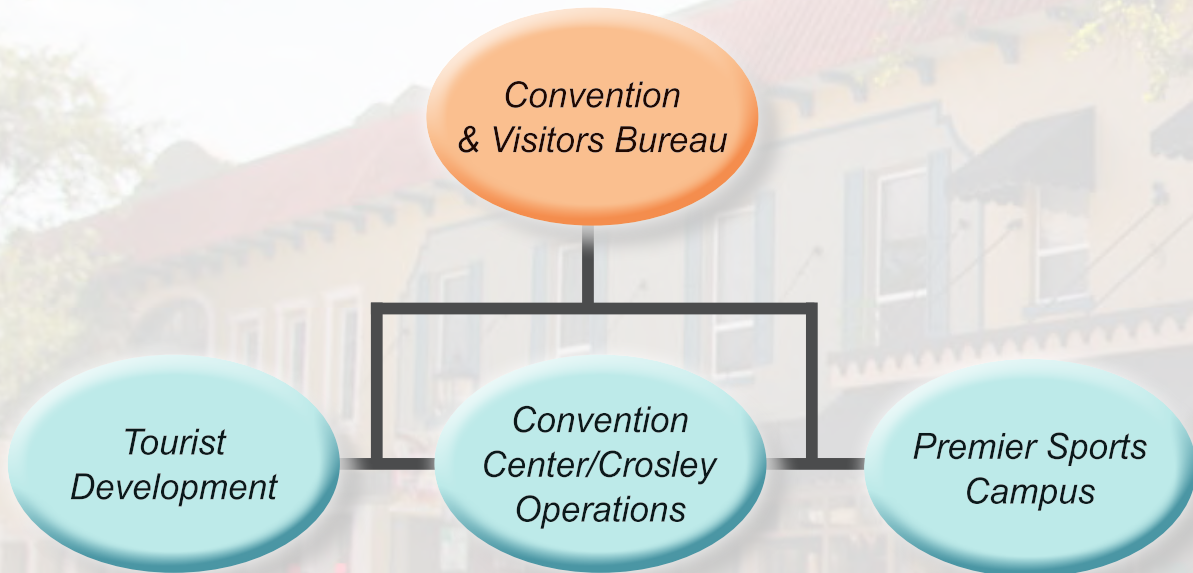 Convention
& Visitors Bureau
Tourist
Development
Convention
Center/Crosley
Operations
Premier Sports
Campus